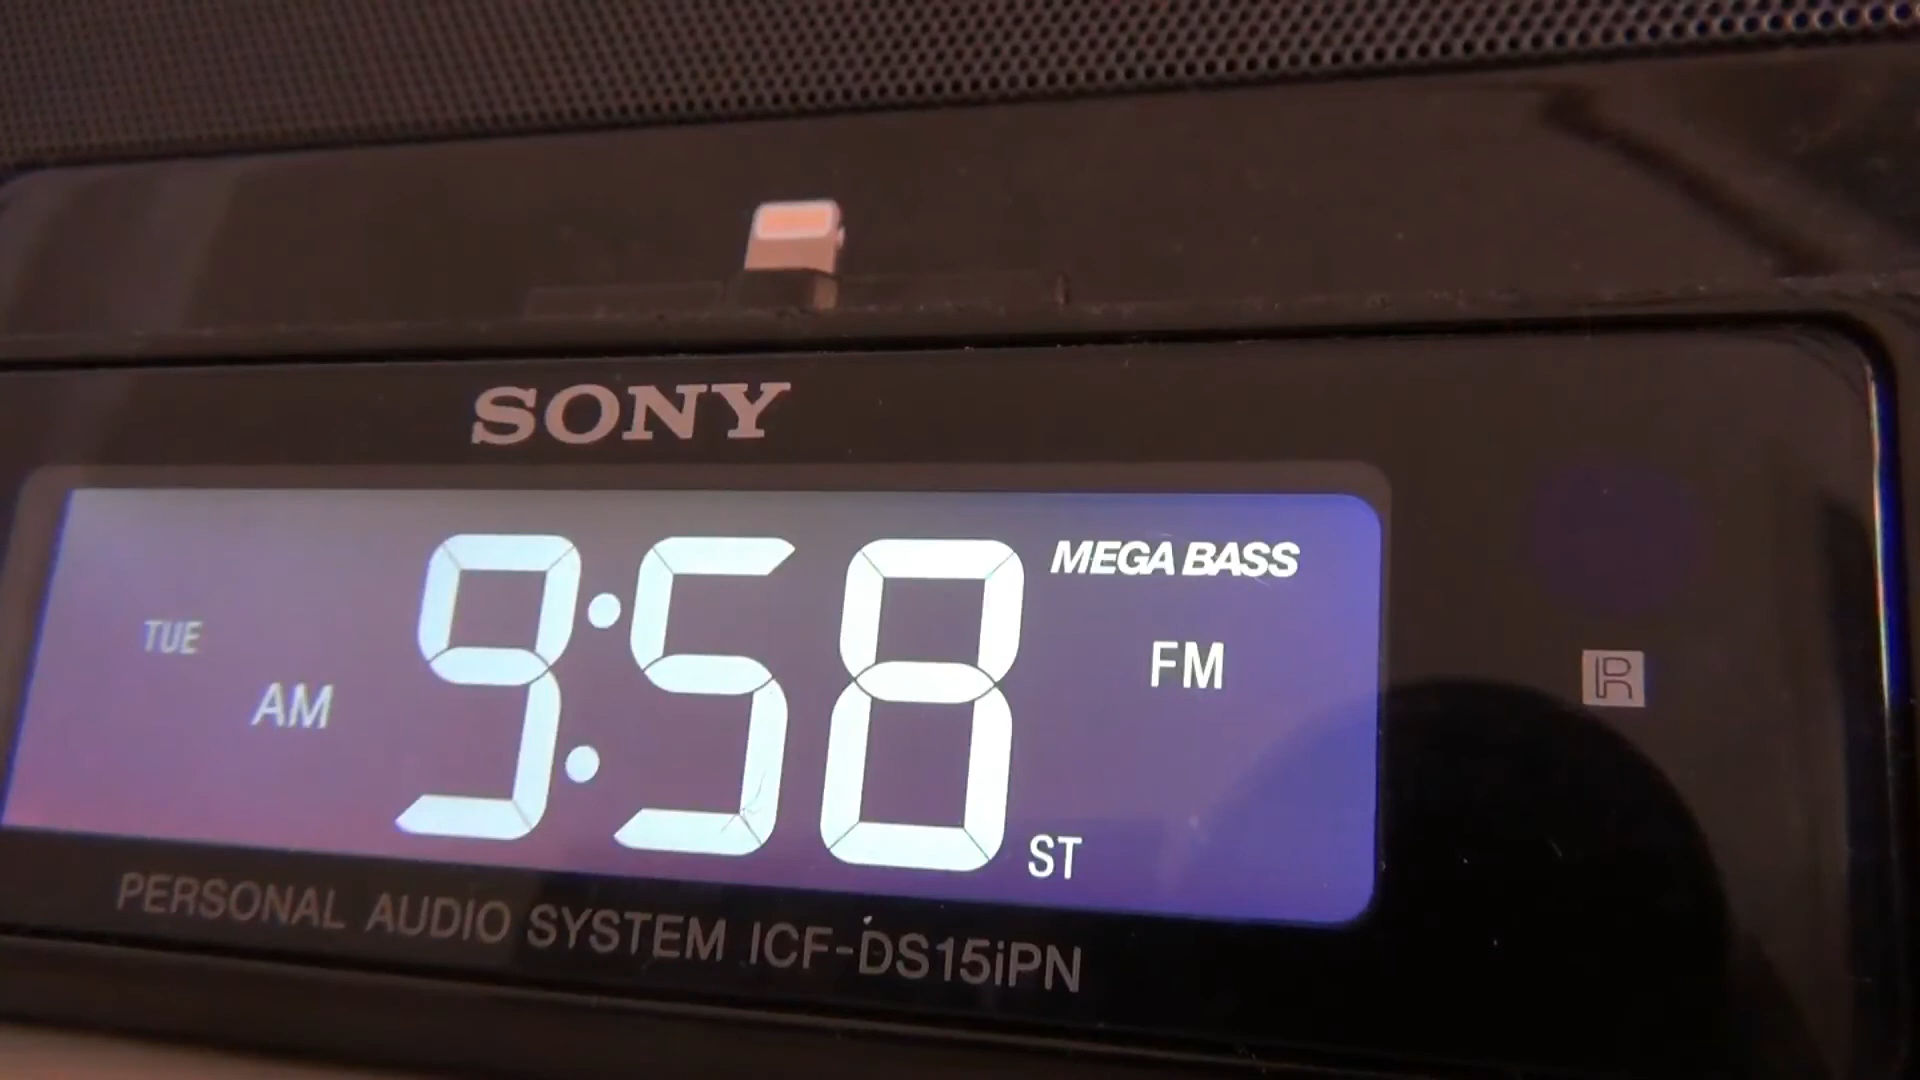 SONY
MEGA BASS
TUE
AM
9:58
FM
ST
PERSONAL AUDIO SYSTEM ICF-DS15iPN
R